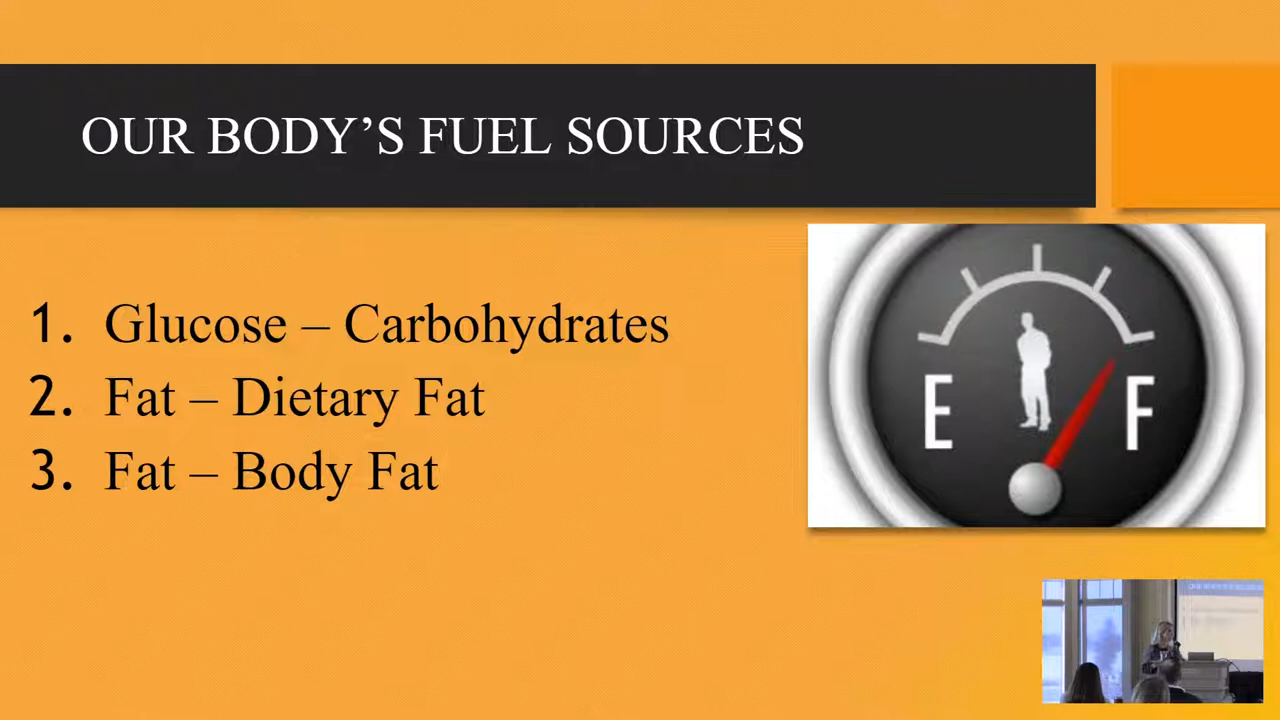 OUR BODY’S FUEL SOURCES
1. Glucose – Carbohydrates
2. Fat – Dietary Fat
3. Fat – Body Fat
E F